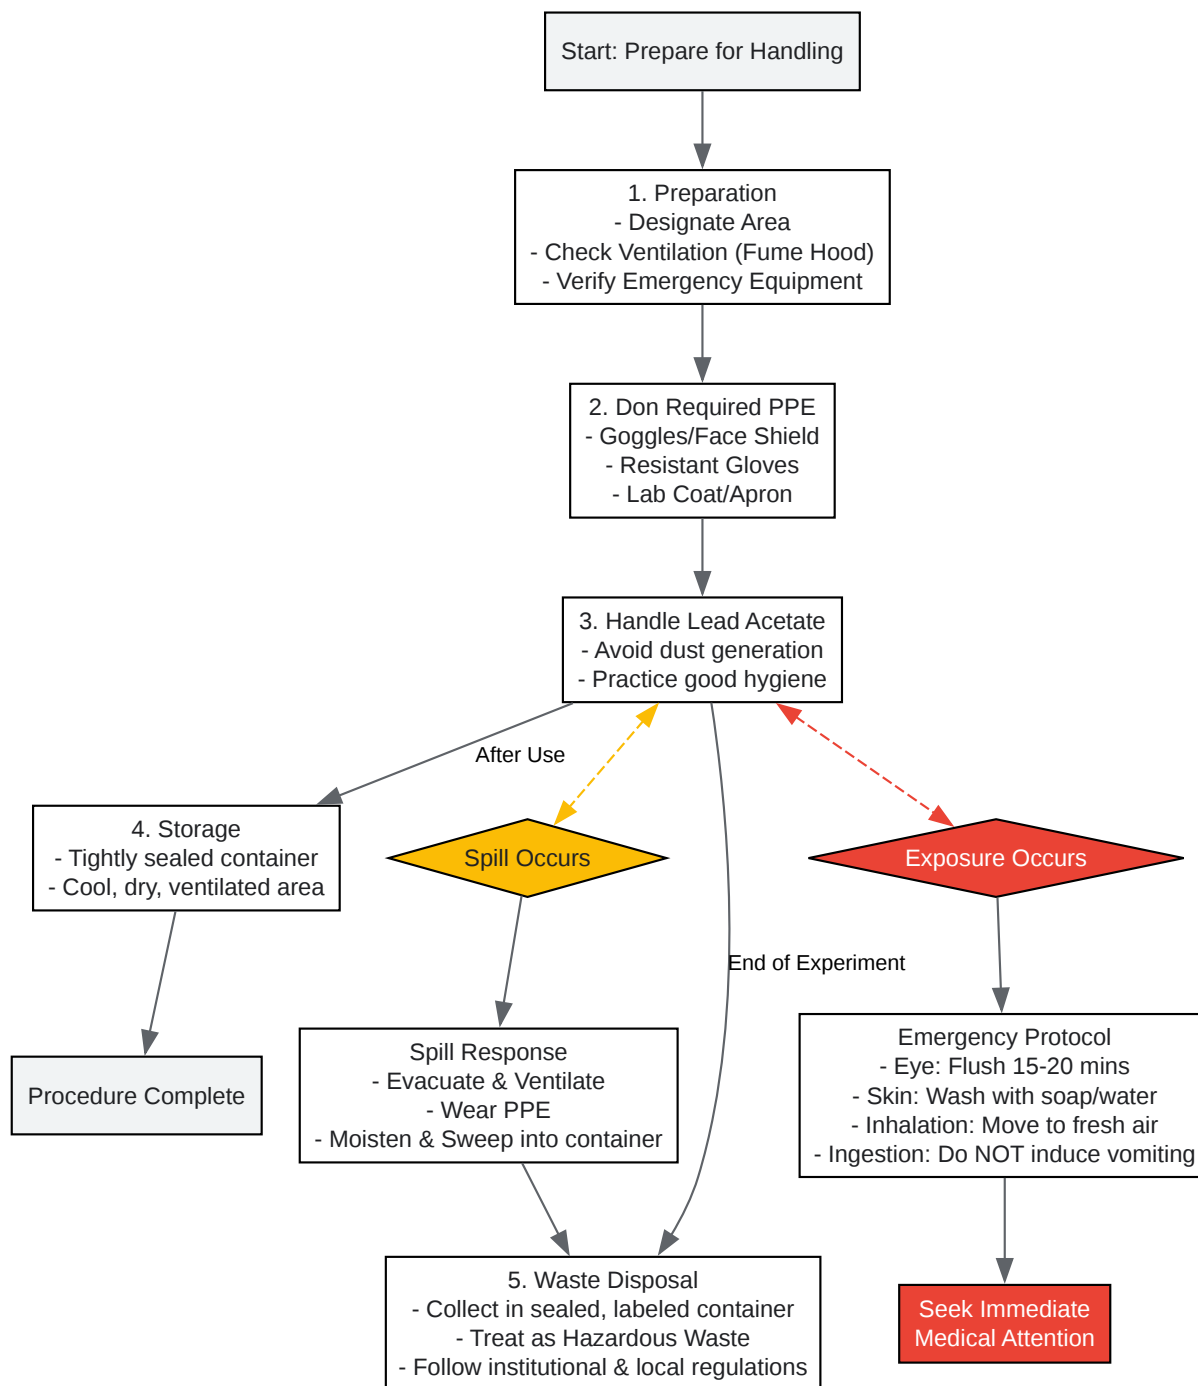 Start: Prepare for Handling
1. Preparation
- Designate Area
- Check Ventilation (Fume Hood)
- Verify Emergency Equipment
2. Don Required PPE
- Goggles/Face Shield
- Resistant Gloves
- Lab Coat/Apron
3. Handle Lead Acetate
- Avoid dust generation
- Practice good hygiene
After Use
4. Storage
- Tightly sealed container
- Cool, dry, ventilated area
Spill Occurs
Exposure Occurs
End of Experiment
Procedure Complete
Spill Response
- Evacuate & Ventilate
- Wear PPE
- Moisten & Sweep into container
Emergency Protocol
- Eye: Flush 15-20 mins
- Skin: Wash with soap/water
- Inhalation: Move to fresh air
- Ingestion: Do NOT induce vomiting
5. Waste Disposal
- Collect in sealed, labeled container
- Treat as Hazardous Waste
- Follow institutional & local regulations
Seek Immediate
Medical Attention